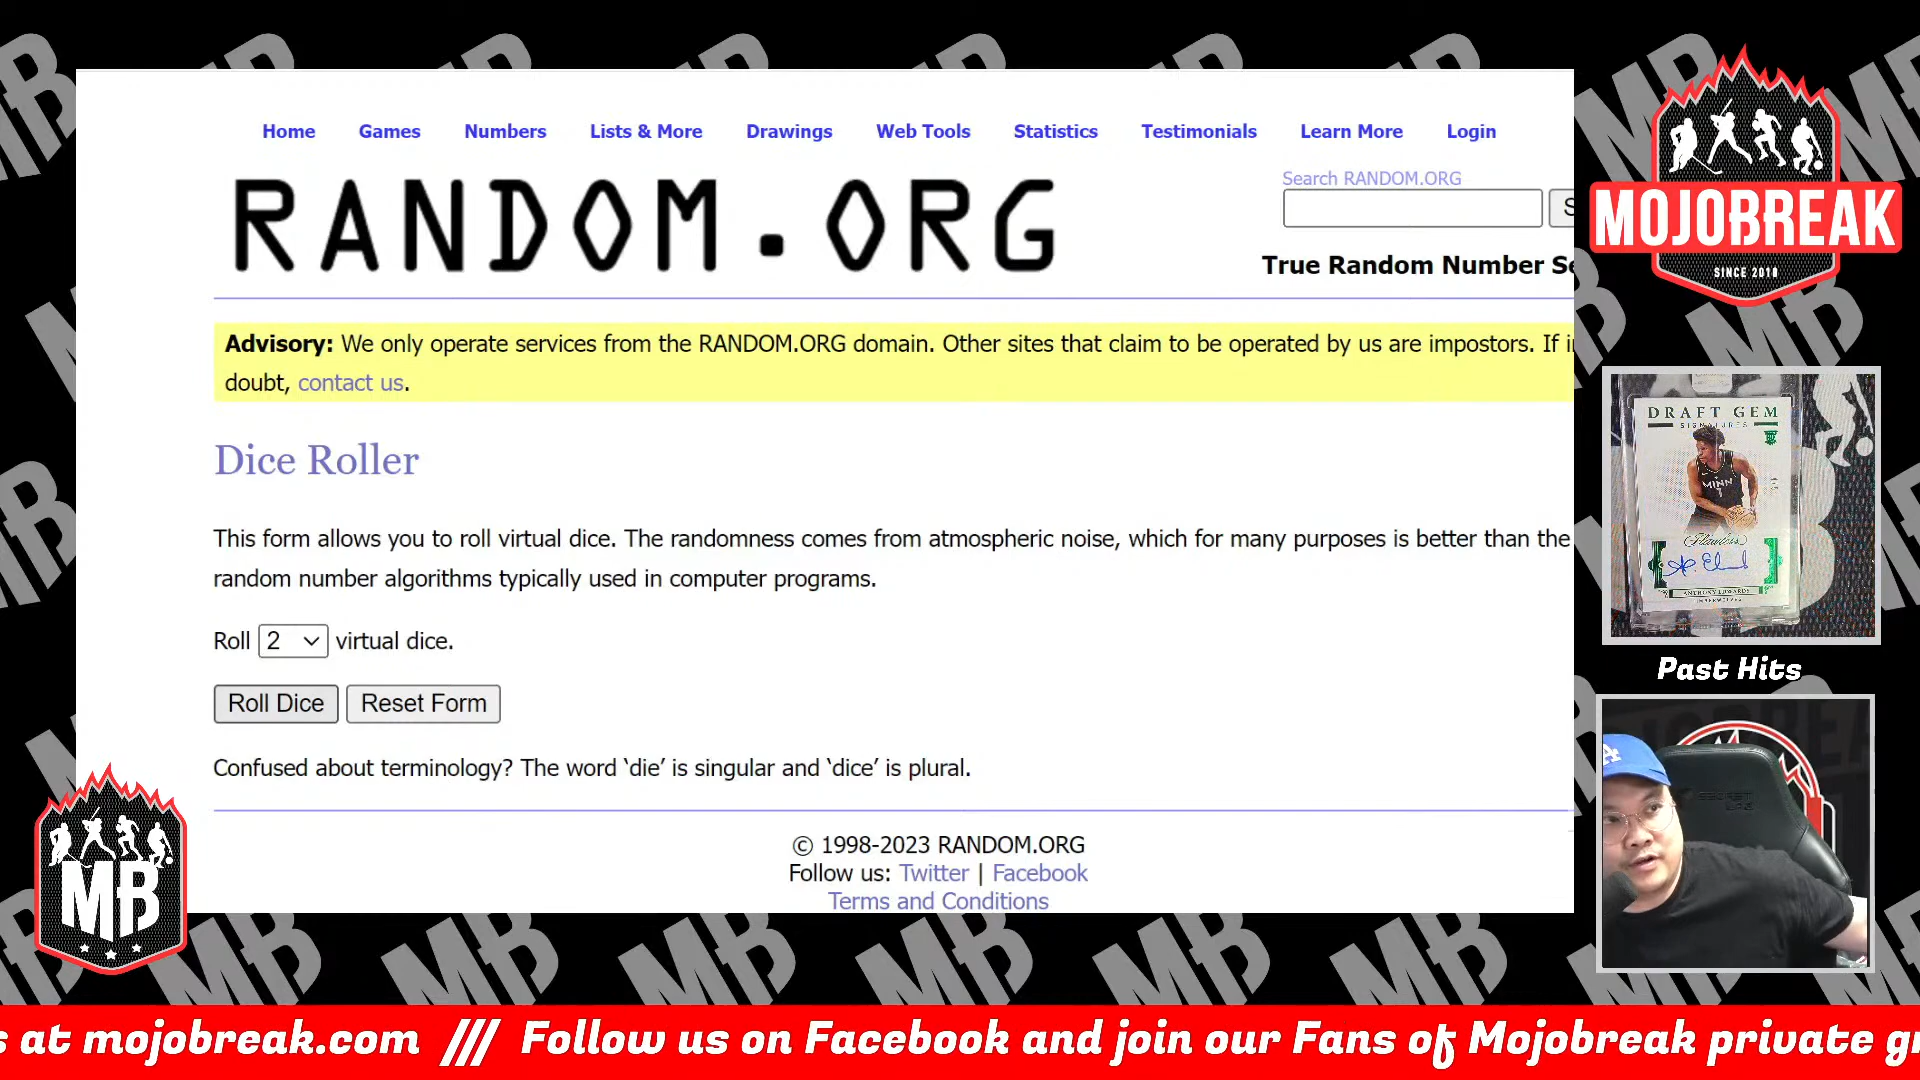 Home Games Numbers Lists & More Drawings Web Tools Statistics Testimonials Learn More Login
RANDOM.ORG
Search RANDOM.ORG
S
True Random Number Se
Advisory: We only operate services from the RANDOM.ORG domain. Other sites that claim to be operated by us are impostors. If in
doubt, contact us.
Dice Roller
This form allows you to roll virtual dice. The randomness comes from atmospheric noise, which for many purposes is better than the
random number algorithms typically used in computer programs.
Roll 2 virtual dice.
Roll Dice Reset Form
Confused about terminology? The word ‘die’ is singular and ‘dice’ is plural.
© 1998-2023 RANDOM.ORG
Follow us: Twitter | Facebook
Terms and Conditions
MOJOBREAK
SINCE 2010
DRAFT GEM
SIGNATURES
MINN
1
Flawless
ANTHONY EDWARDS
Past Hits
MB
s at mojobreak.com /// Follow us on Facebook and join our Fans of Mojobreak private gr